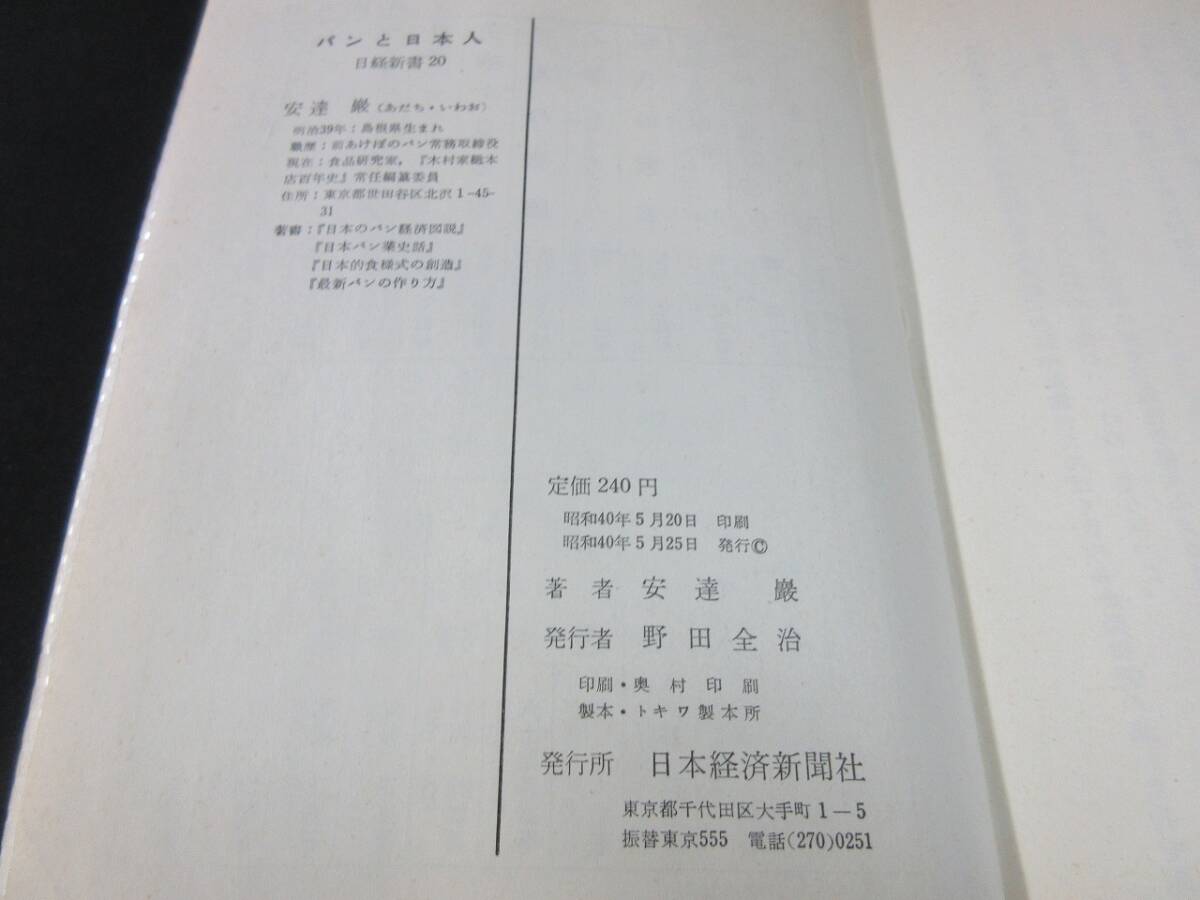 パンと日本人
日経新書20
安達 巌(あだち・いわお)
明治39年:島根県生まれ
職歴:前あけぼのパン常務取締役
現在:食品研究家,『木村家總本
店百年史』常任編纂委員
住所:東京都世田谷区北沢1-45-
31
著書:『日本のパン経済図説』
『日本パン業史話』
『日本的食様式の創造』
『最新パンの作り方』
定価 240 円
昭和40年5月20日 印刷
昭和40年5月25日 発行©
著者 安達 巌
発行者 野田全治
印刷・奥村印刷
製本・トキワ製本所
発行所 日本経済新聞社
東京都千代田区大手町1―5
振替東京555 電話(270)0251